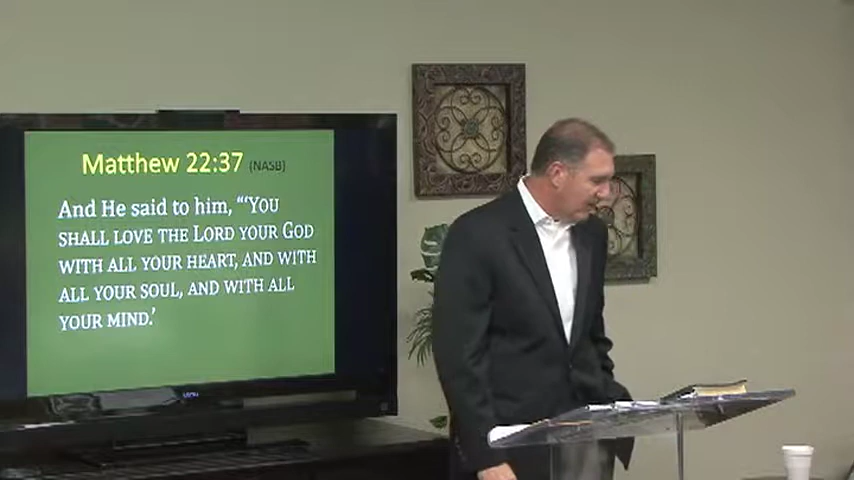 Matthew 22:37 (NASB)
And He said to him, “‘YOU
SHALL LOVE THE LORD YOUR GOD
WITH ALL YOUR HEART, AND WITH
ALL YOUR SOUL, AND WITH ALL
YOUR MIND.’